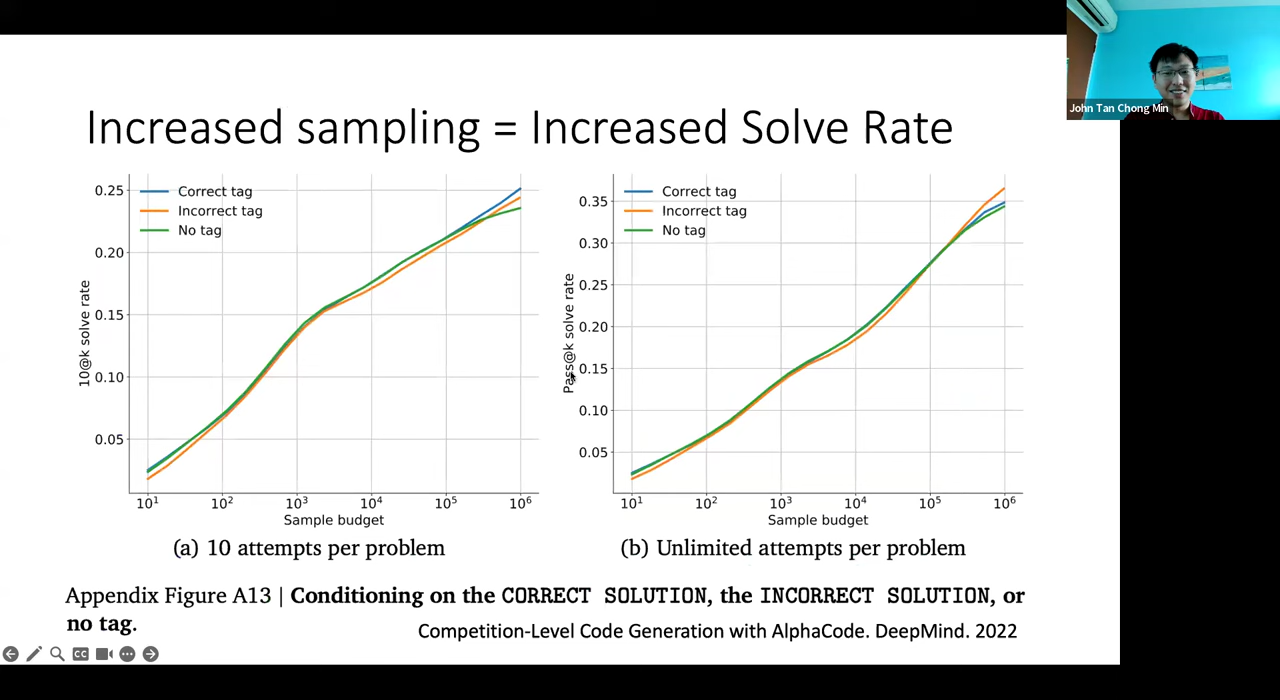 John Tan Chong Min
Increased sampling = Increased Solve Rate
10@k solve rate
0.25
0.20
0.15
0.10
0.05
Correct tag
Incorrect tag
No tag
10¹ 10² 10³ 10⁴ 10⁵ 10⁶
Sample budget
(a) 10 attempts per problem
Pass@k solve rate
0.35
0.30
0.25
0.20
0.15
0.10
0.05
Correct tag
Incorrect tag
No tag
10¹ 10² 10³ 10⁴ 10⁵ 10⁶
Sample budget
(b) Unlimited attempts per problem
Appendix Figure A13 | Conditioning on the CORRECT SOLUTION, the INCORRECT SOLUTION, or
no tag.
Competition-Level Code Generation with AlphaCode. DeepMind. 2022
CC